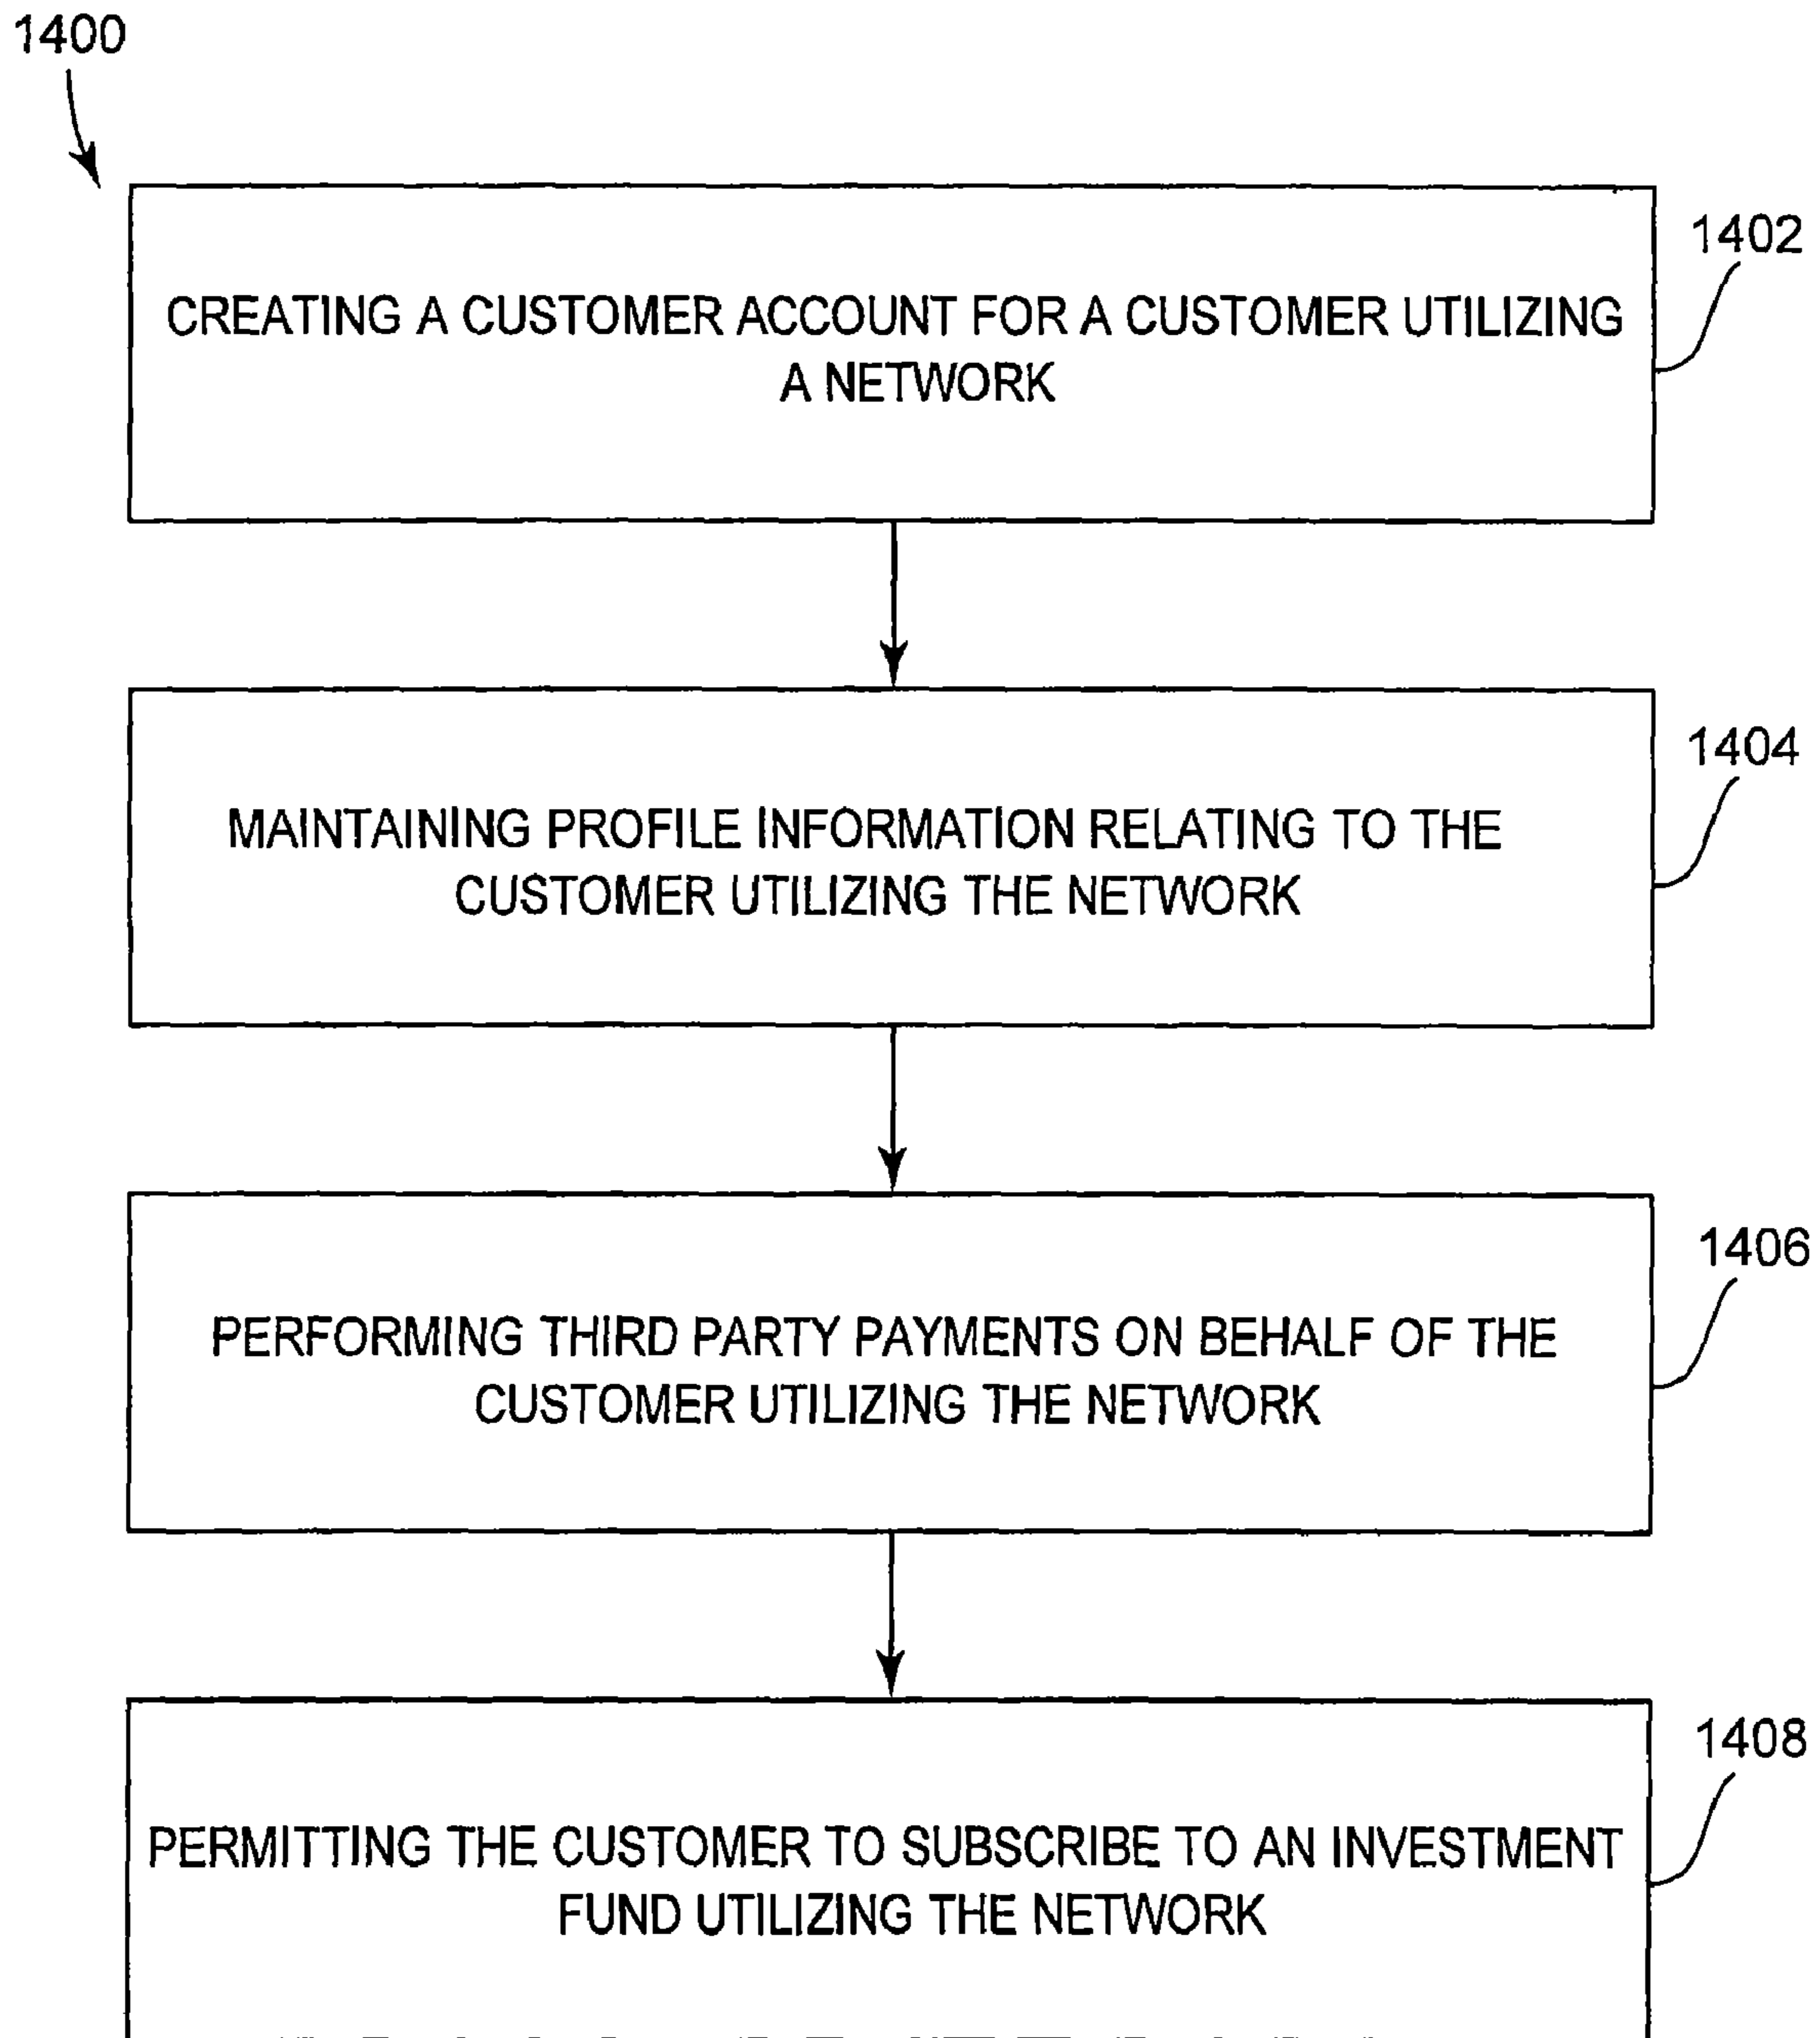 1400
1402
CREATING A CUSTOMER ACCOUNT FOR A CUSTOMER UTILIZING
A NETWORK
1404
MAINTAINING PROFILE INFORMATION RELATING TO THE
CUSTOMER UTILIZING THE NETWORK
1406
PERFORMING THIRD PARTY PAYMENTS ON BEHALF OF THE
CUSTOMER UTILIZING THE NETWORK
1408
PERMITTING THE CUSTOMER TO SUBSCRIBE TO AN INVESTMENT
FUND UTILIZING THE NETWORK